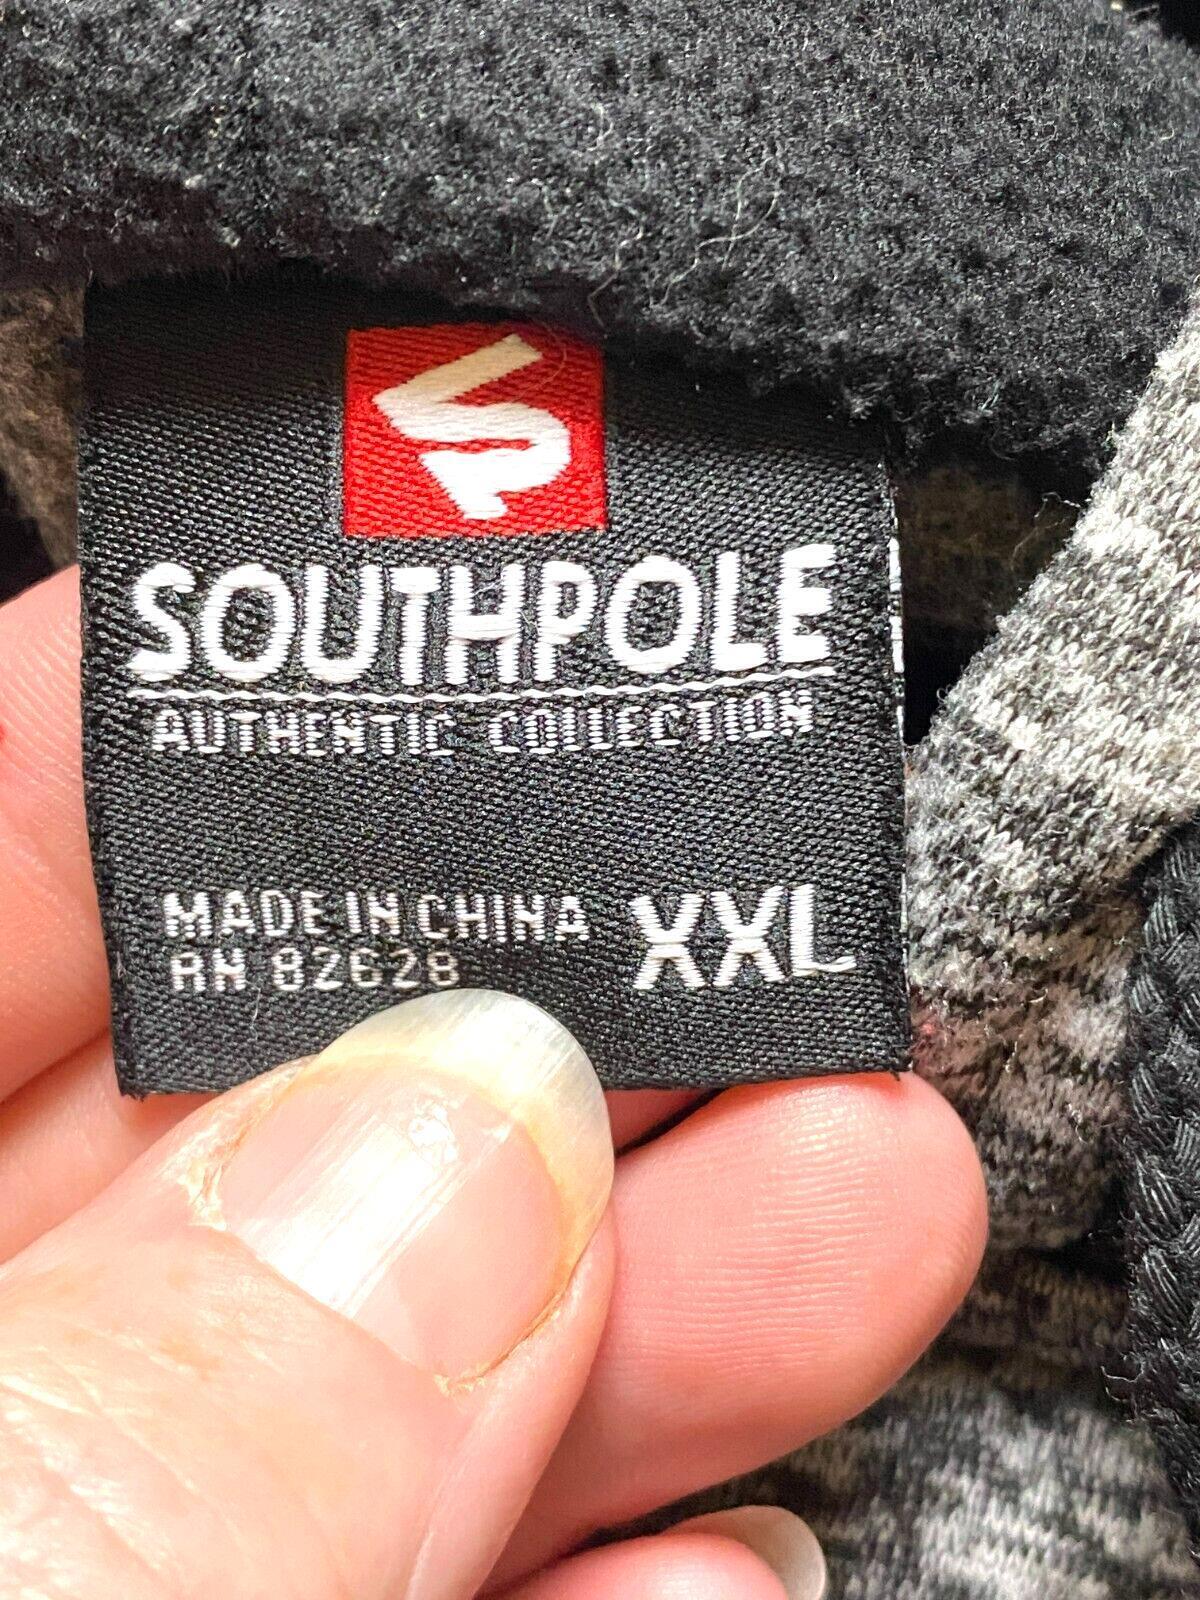 SOUTHPOLE
AUTHENTIC COLLECTION
MADE IN CHINA
RN 82628
XXL